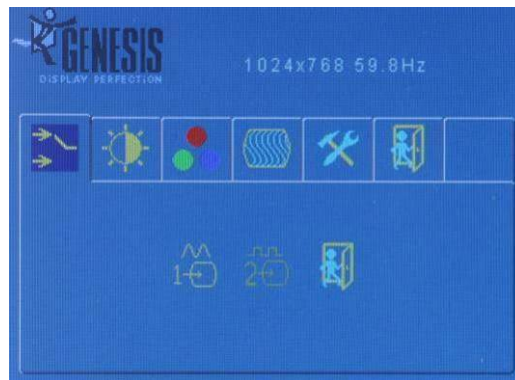 GENESIS
DISPLAY PERFECTION
1024x768 59.8Hz
1
2